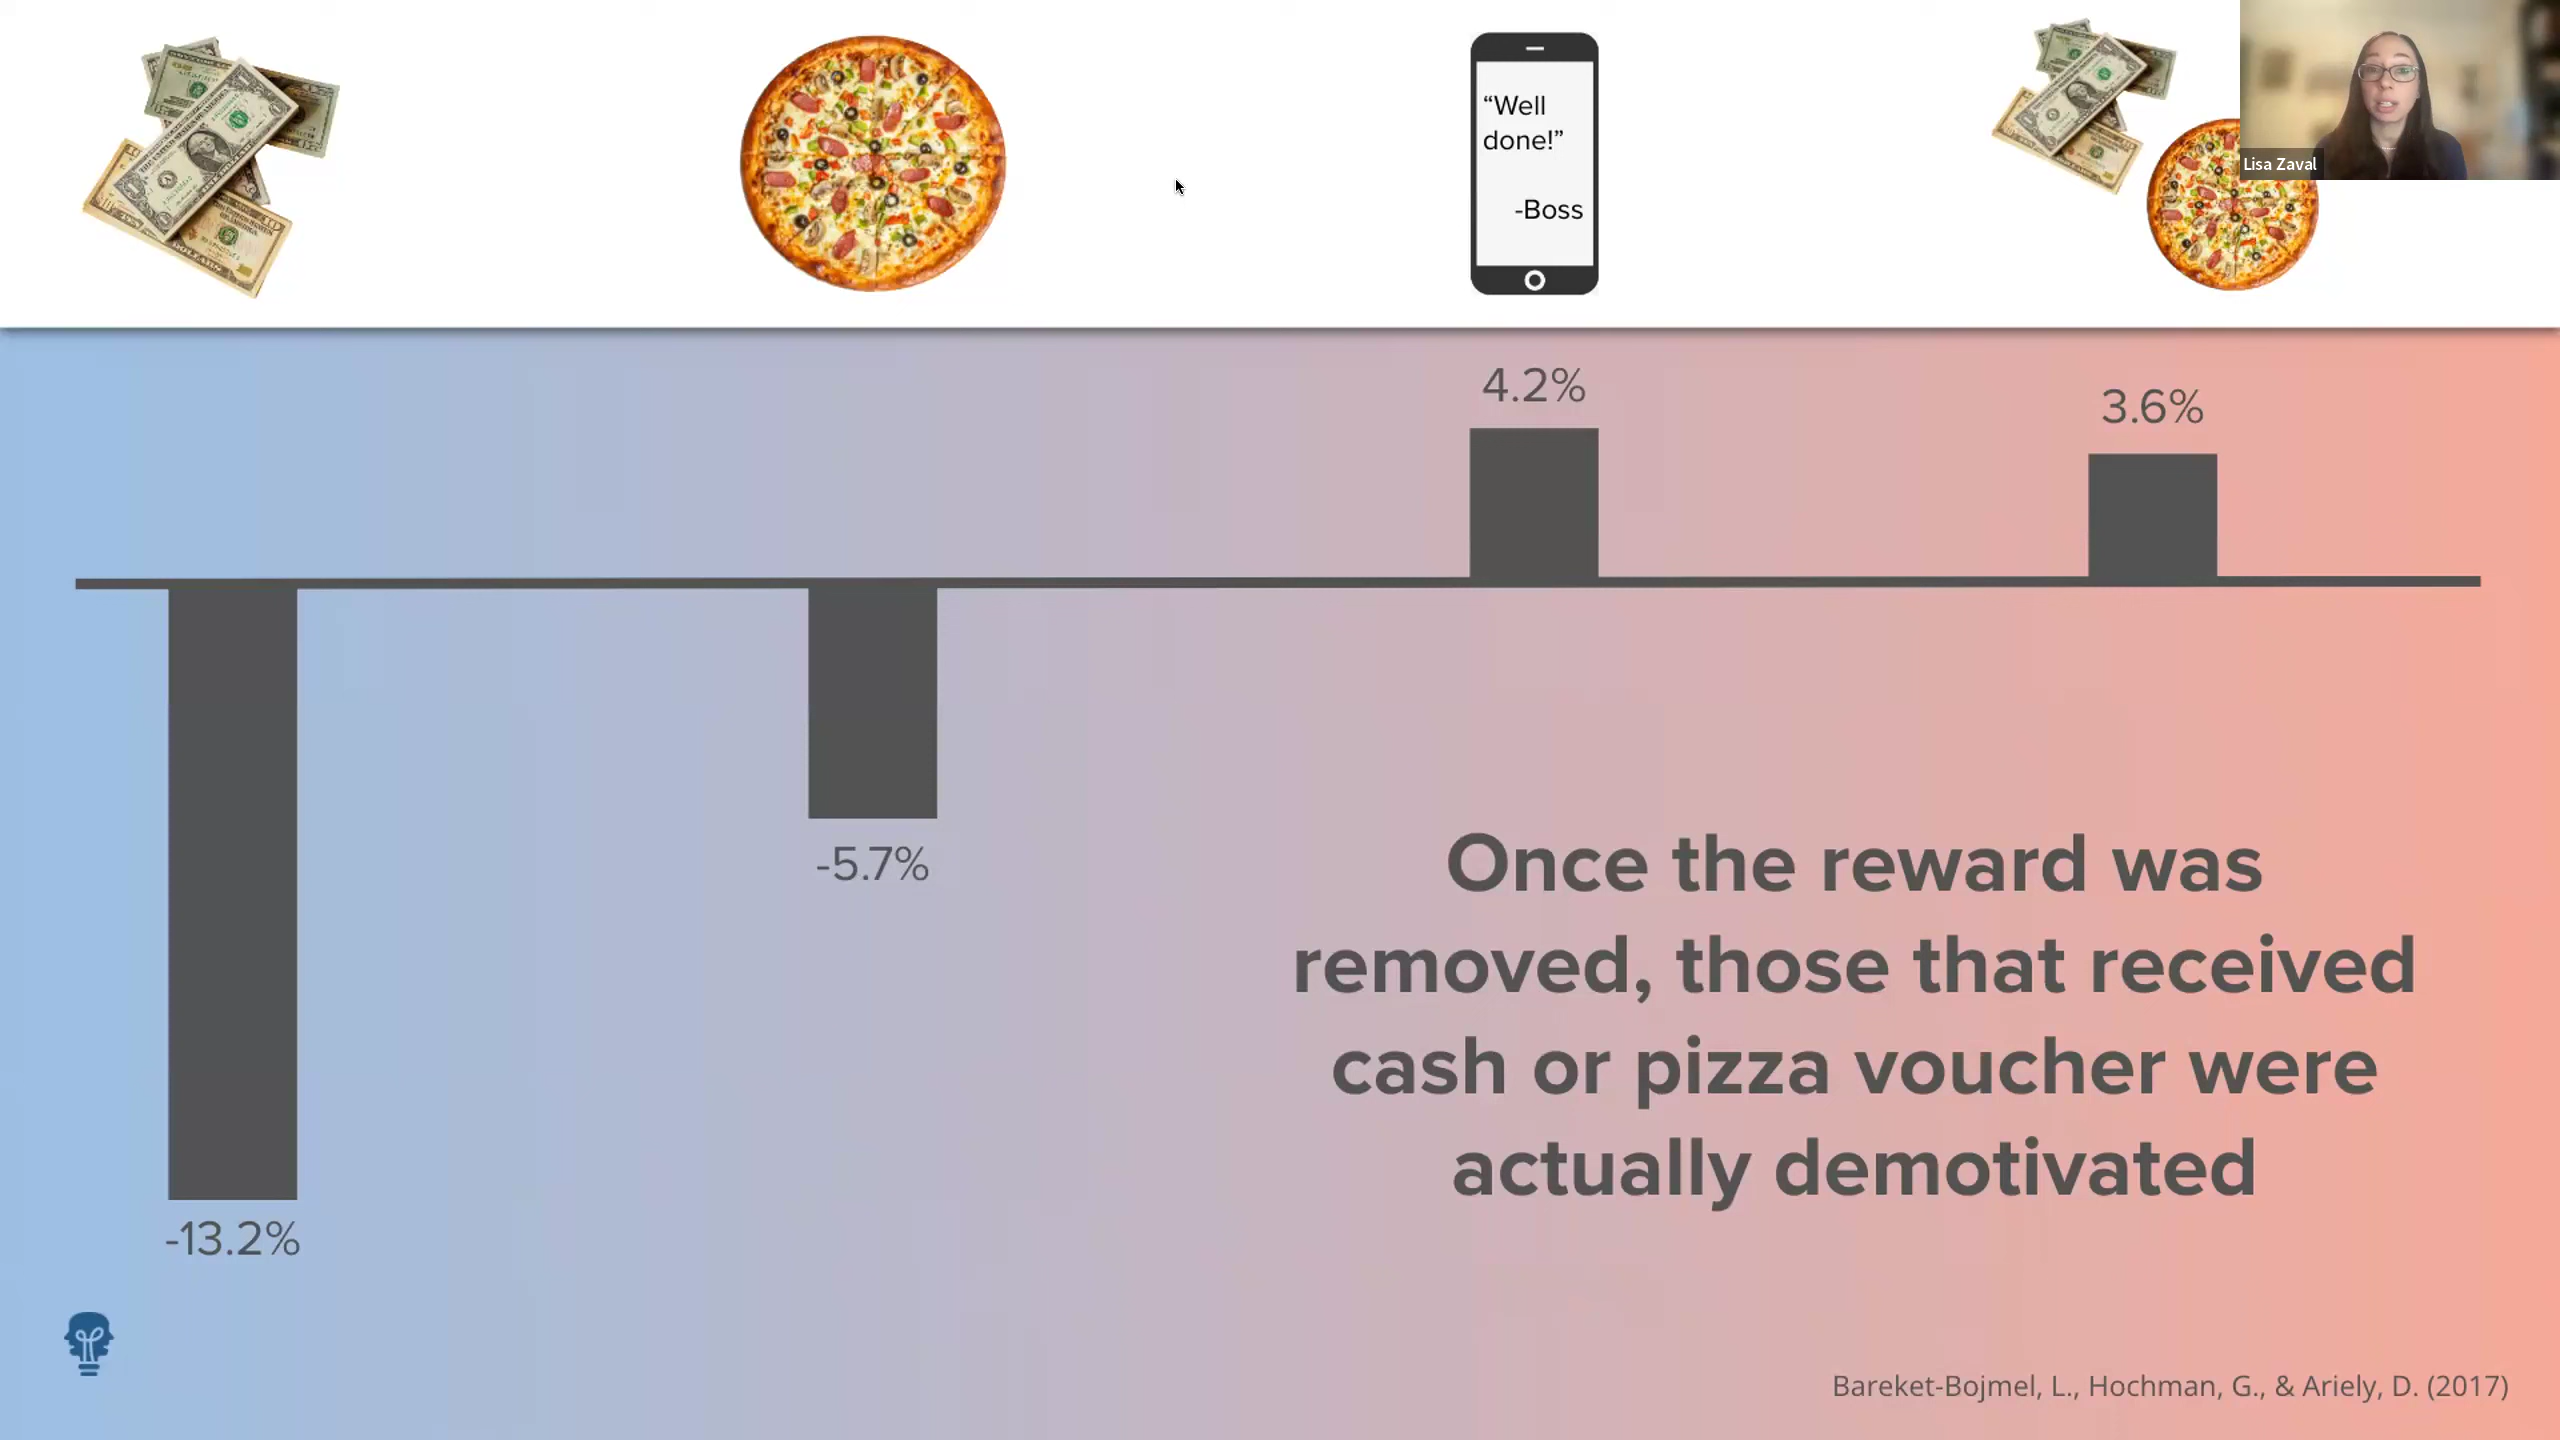 “Well
done!”
-Boss
Lisa Zaval
4.2%
3.6%
-5.7%
Once the reward was
removed, those that received
cash or pizza voucher were
actually demotivated
-13.2%
Bareket-Bojmel, L., Hochman, G., & Ariely, D. (2017)